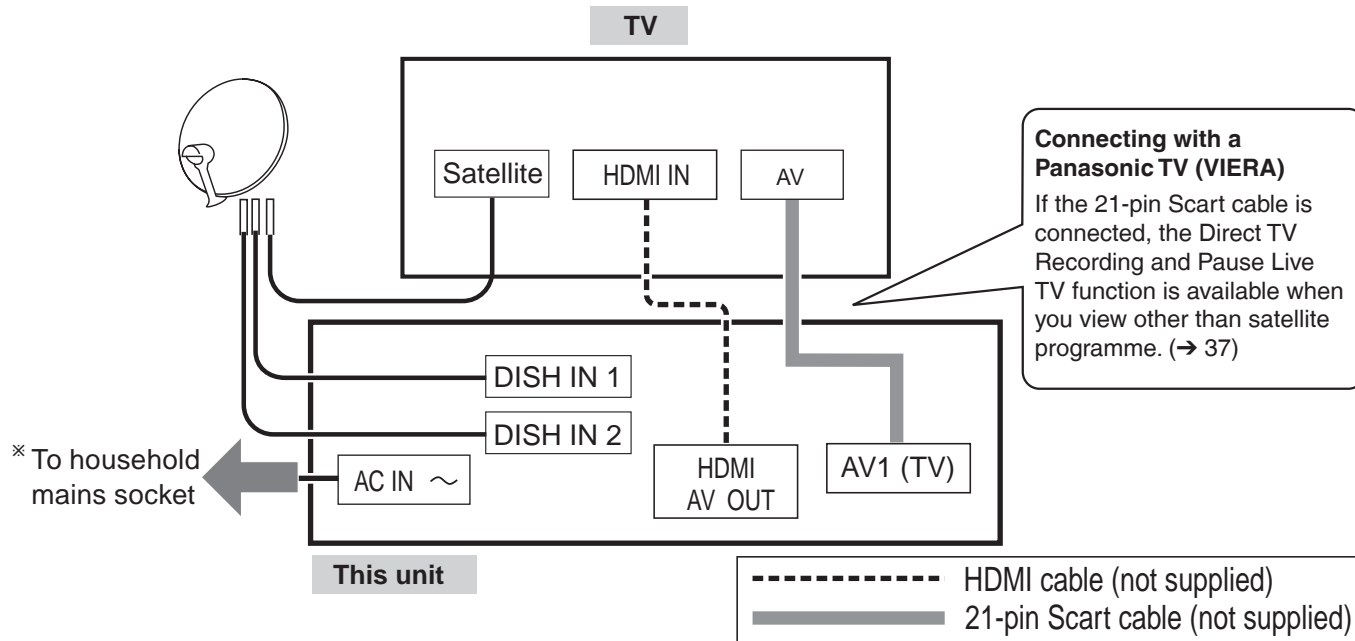 TV
Satellite
HDMI IN
AV
Connecting with a
Panasonic TV (VIERA)
If the 21-pin Scart cable is
connected, the Direct TV
Recording and Pause Live
TV function is available when
you view other than satellite
programme. (➔ 37)
DISH IN 1
DISH IN 2
※ To household
mains socket
AC IN ～
HDMI
AV OUT
AV1 (TV)
This unit
HDMI cable (not supplied)
21-pin Scart cable (not supplied)